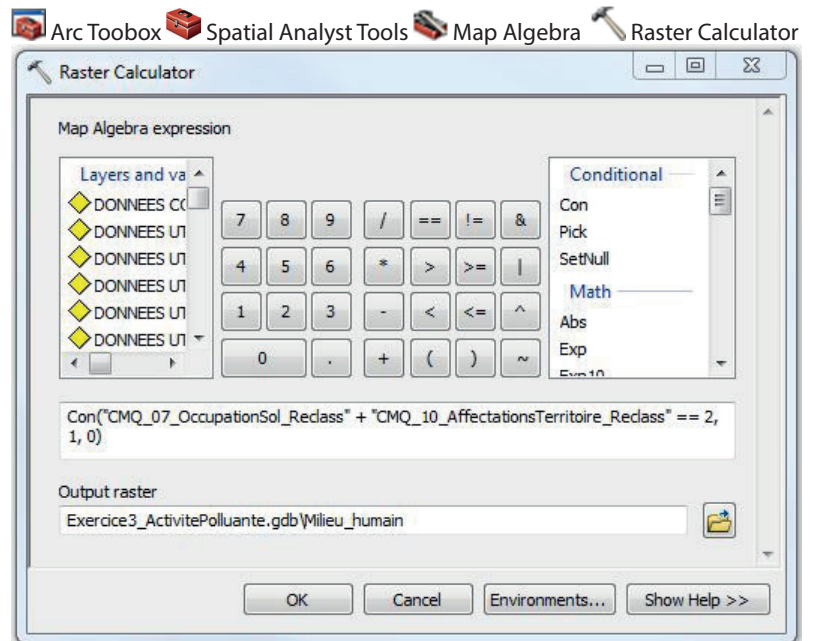 Arc Toobox Spatial Analyst Tools Map Algebra Raster Calculator
Raster Calculator
Map Algebra expression
Layers and va
DONNEES CC
DONNEES UT
DONNEES UT
DONNEES UT
DONNEES UT
DONNEES UT
7 8 9 / == != &
4 5 6 * > >= |
1 2 3 - < <= ^
0 . + ( ) ~
Conditional
Con
Pick
SetNull
Math
Abs
Exp
Exp10
Con("CMQ_07_OccupationSol_Reclass" + "CMQ_10_AffectationsTerritoire_Reclass" == 2,
1, 0)
Output raster
Exercice3_ActivitePolluante.gdb\Milieu_humain
OK Cancel Environments... Show Help >>